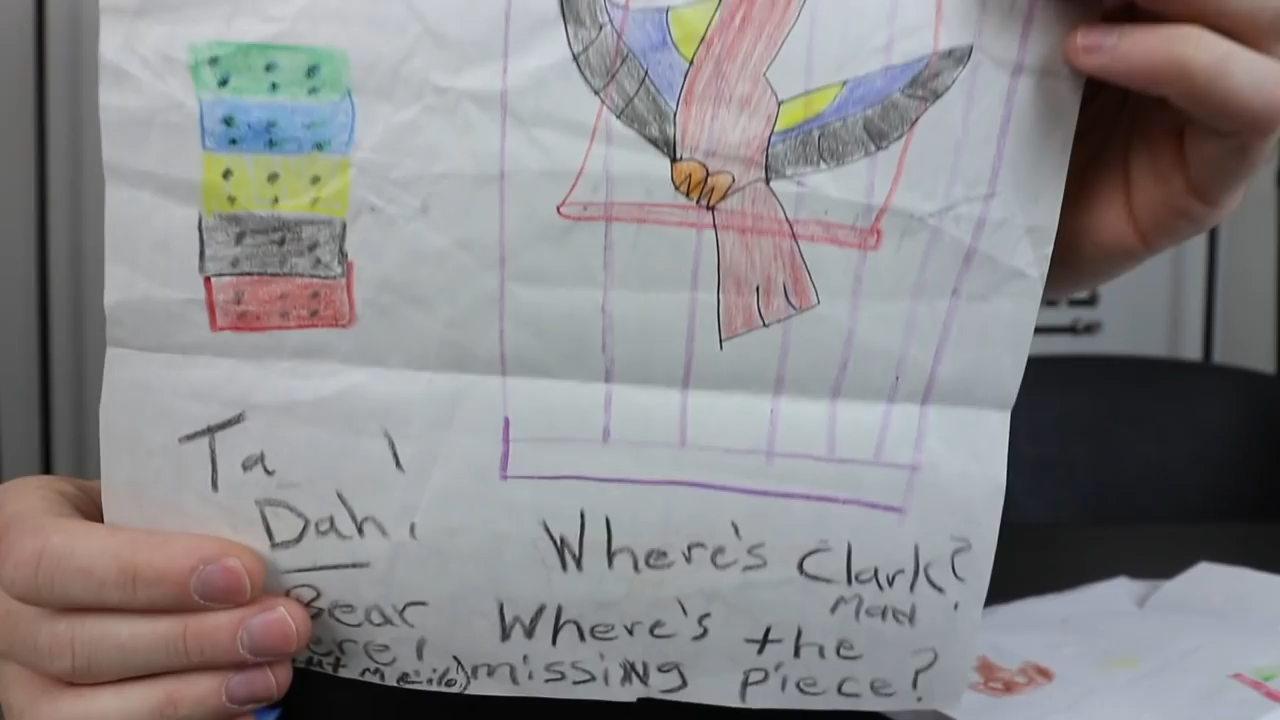 Ta
Dah!
Where's Clark?
Bear
Mad
Where's the
missing piece?